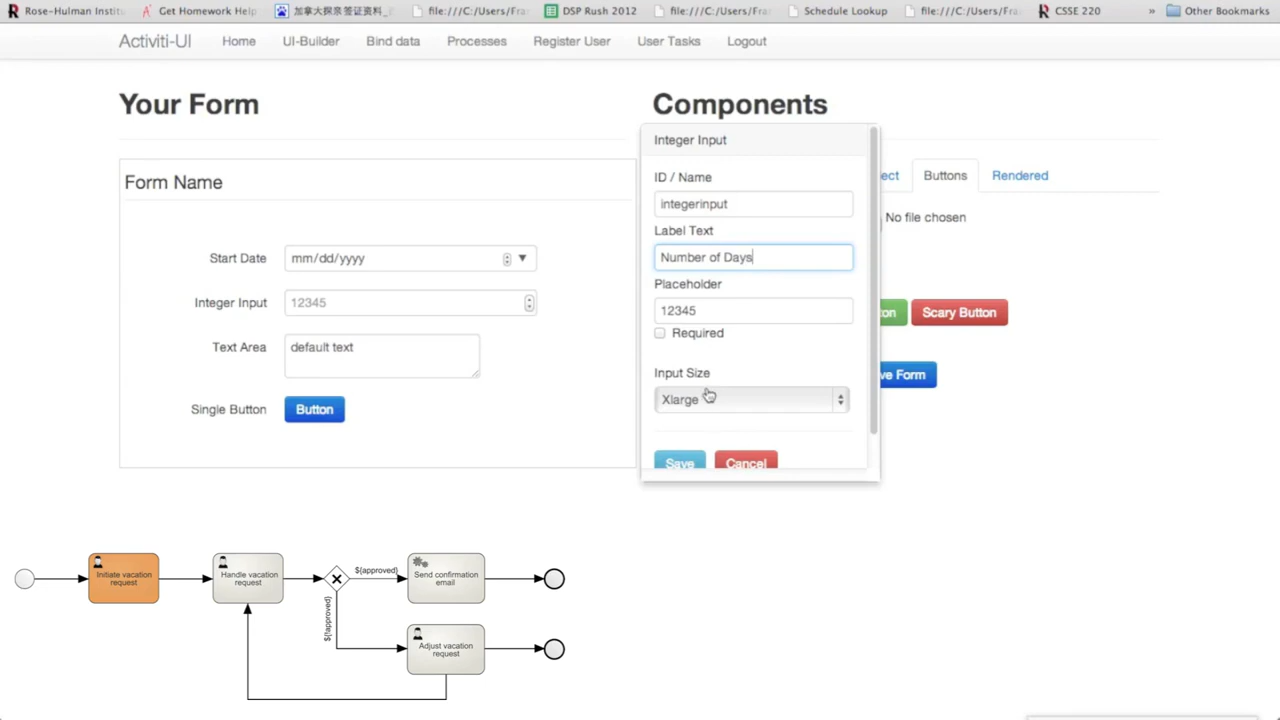 Rose-Hulman Instit
Get Homework Help
加拿大探亲签证资料_
file:///C:/Users/Fra
DSP Rush 2012
file:///C:/Users/Fra
Schedule Lookup
file:///C:/Users/Fra
CSSE 220
»
Other Bookmarks
Activiti-UI
Home
UI-Builder
Bind data
Processes
Register User
User Tasks
Logout
Your Form
Form Name
Start Date
mm/dd/yyyy
Integer Input
12345
Text Area
default text
Single Button
Button
Components
Integer Input
ID / Name
integerinput
Label Text
Number of Days
Placeholder
12345
Required
Input Size
Xlarge
Save
Cancel
ect
Buttons
Rendered
No file chosen
on
Scary Button
ve Form
Initiate vacation
request
Handle vacation
request
${approved}
${!approved}
Send confirmation
email
Adjust vacation
request